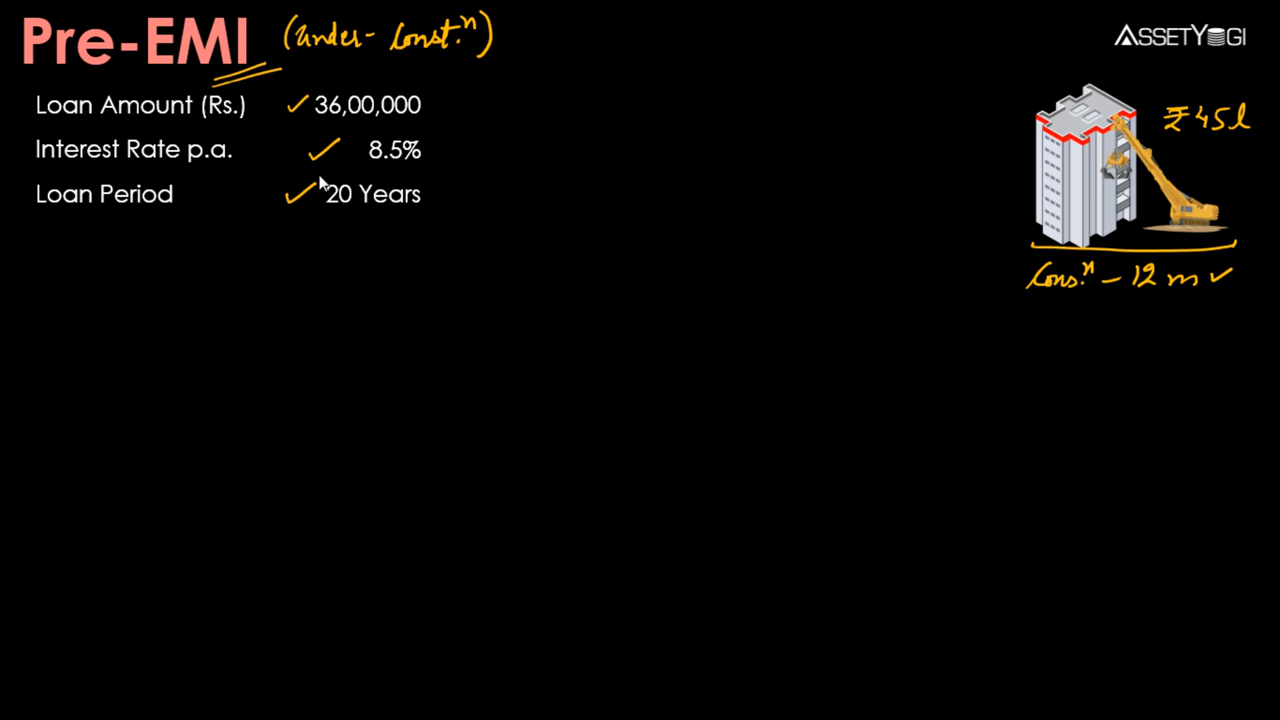 Pre-EMI (Under-Const.n)
ASSETYOGI
Loan Amount (Rs.) ✓ 36,00,000
Interest Rate p.a. ✓ 8.5%
Loan Period ✓ 20 Years
₹ 45 l
Cons.n - 12 m ✓